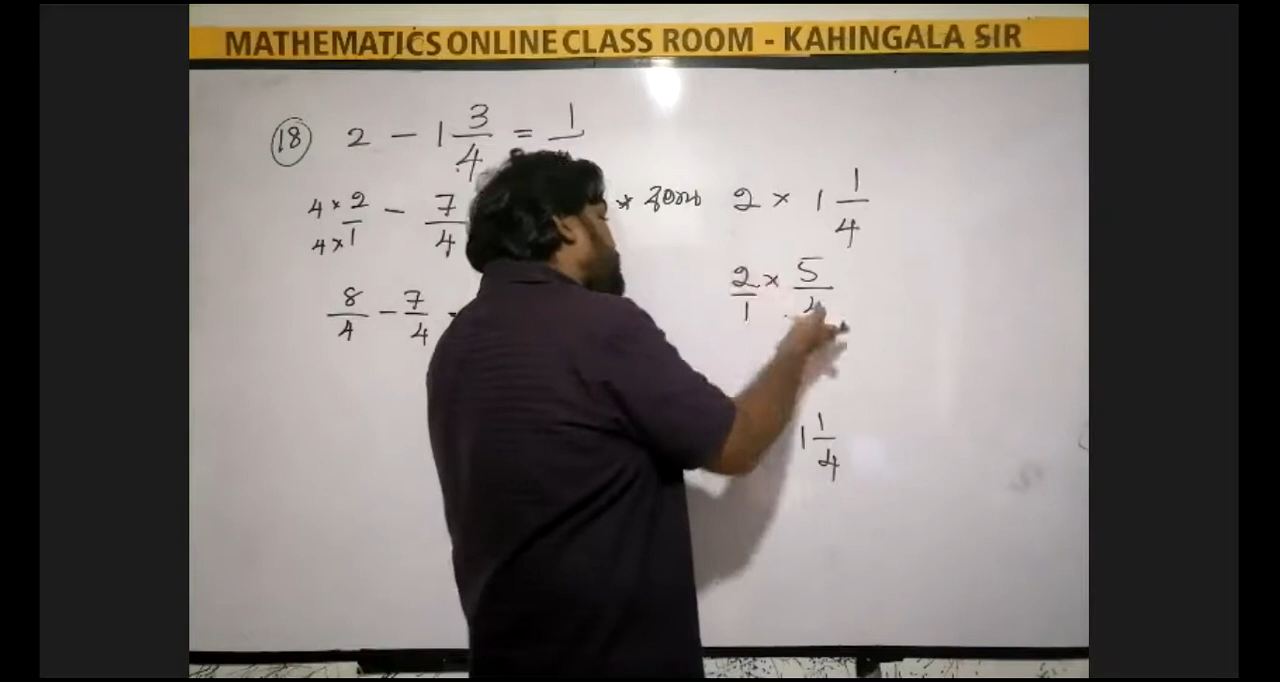 MATHEMATICS ONLINE CLASS ROOM - KAHINGALA SIR
18 2 - 1 3/4 = 1/
4 × 2 / 4 × 1 - 7/4
8/4 - 7/4
* 2 × 1 1/4
2/1 × 5/4
1 1/4